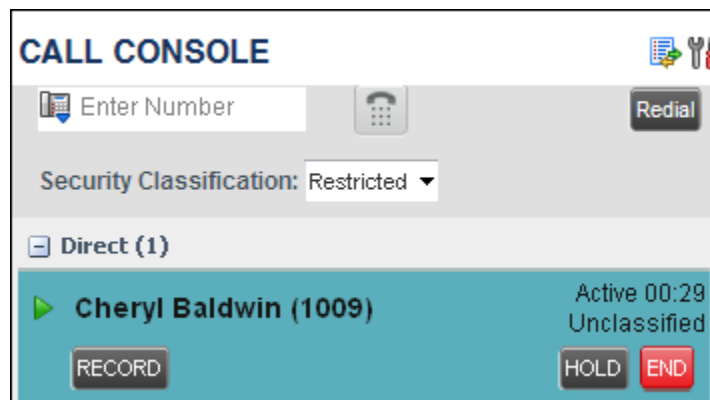 CALL CONSOLE
Enter Number
Redial
Security Classification: Restricted
Direct (1)
Cheryl Baldwin (1009)
Active 00:29
Unclassified
RECORD
HOLD
END